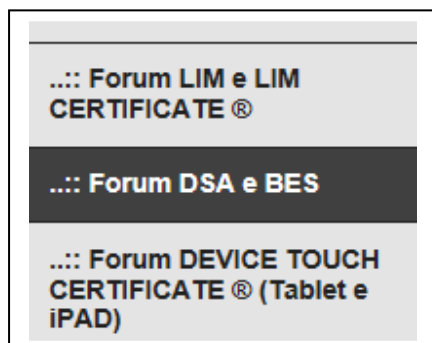 ..:: Forum LIM e LIM
CERTIFICATE ®
..:: Forum DSA e BES
..:: Forum DEVICE TOUCH
CERTIFICATE ® (Tablet e
iPAD)